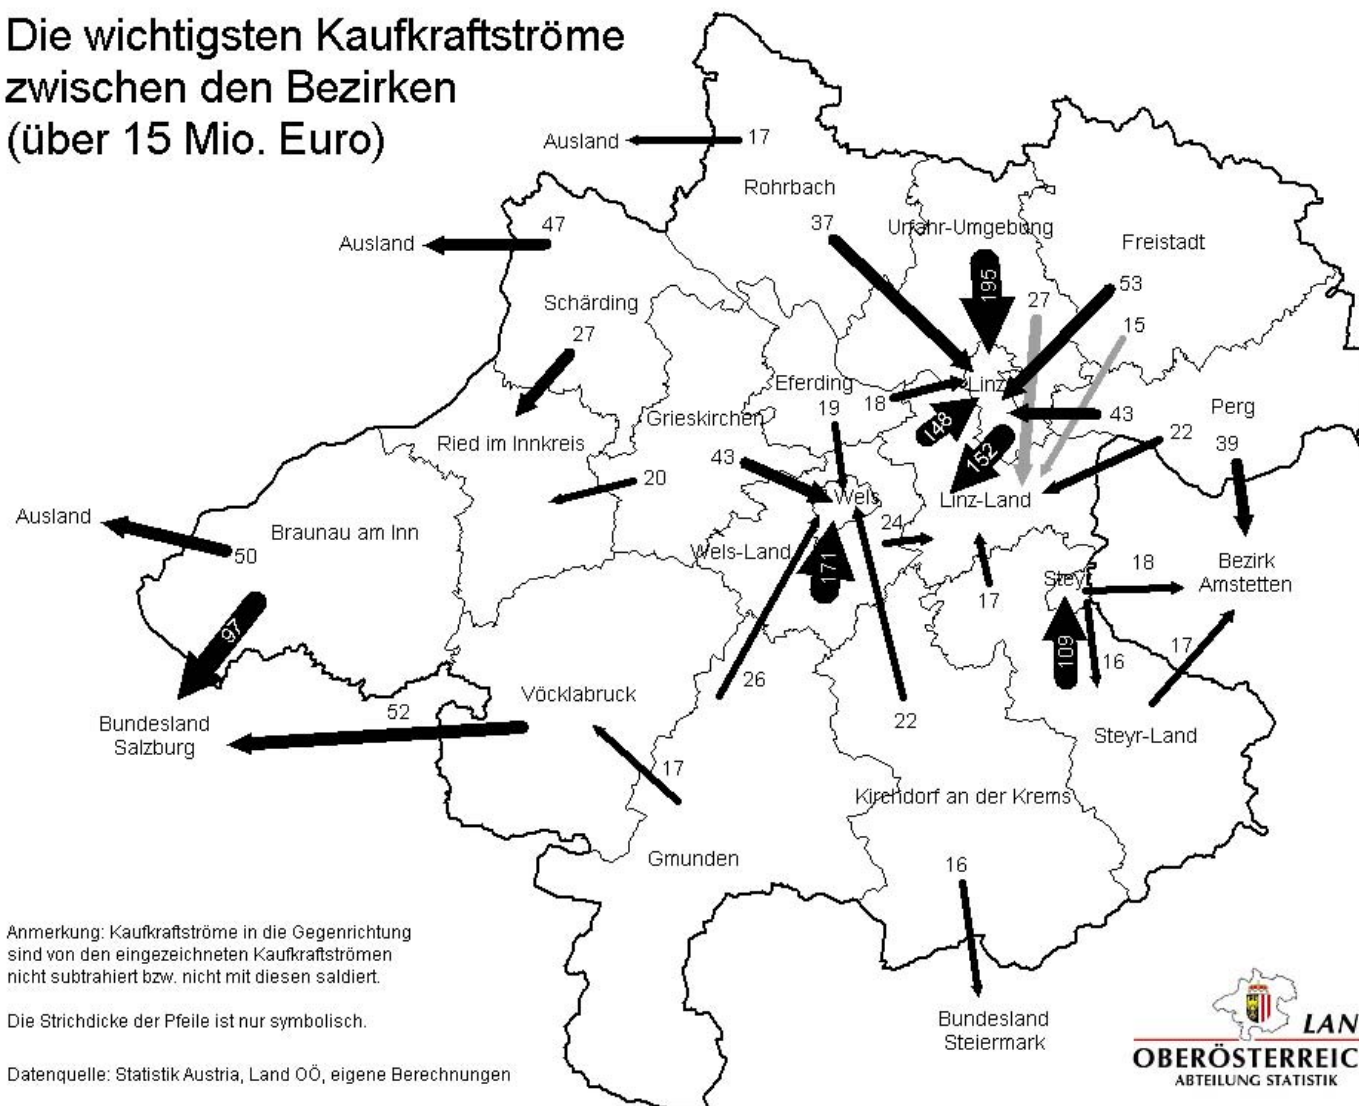 Die wichtigsten Kaufkraftströme
zwischen den Bezirken
(über 15 Mio. Euro)
Ausland
17
Rohrbach
47
Ausland
37
Urfahr-Umgebung
Freistadt
195
53
Schärding
27
27
15
Eferding
Linz
18
19
Grieskirchen
43
Perg
148
Ried im Innkreis
152
22
39
43
20
Wels
Linz-Land
Ausland
Braunau am Inn
24
50
Wels-Land
171
Bezirk
Amstetten
18
Steyr
17
97
109
16
17
26
Vöcklabruck
52
22
Bundesland
Salzburg
Steyr-Land
17
Kirchdorf an der Krems
Gmunden
16
Anmerkung: Kaufkraftströme in die Gegenrichtung
sind von den eingezeichneten Kaufkraftströmen
nicht subtrahiert bzw. nicht mit diesen saldiert.
Die Strichdicke der Pfeile ist nur symbolisch.
Bundesland
Steiermark
Datenquelle: Statistik Austria, Land OÖ, eigene Berechnungen
LAN
OBERÖSTERREIC
ABTEILUNG STATISTIK